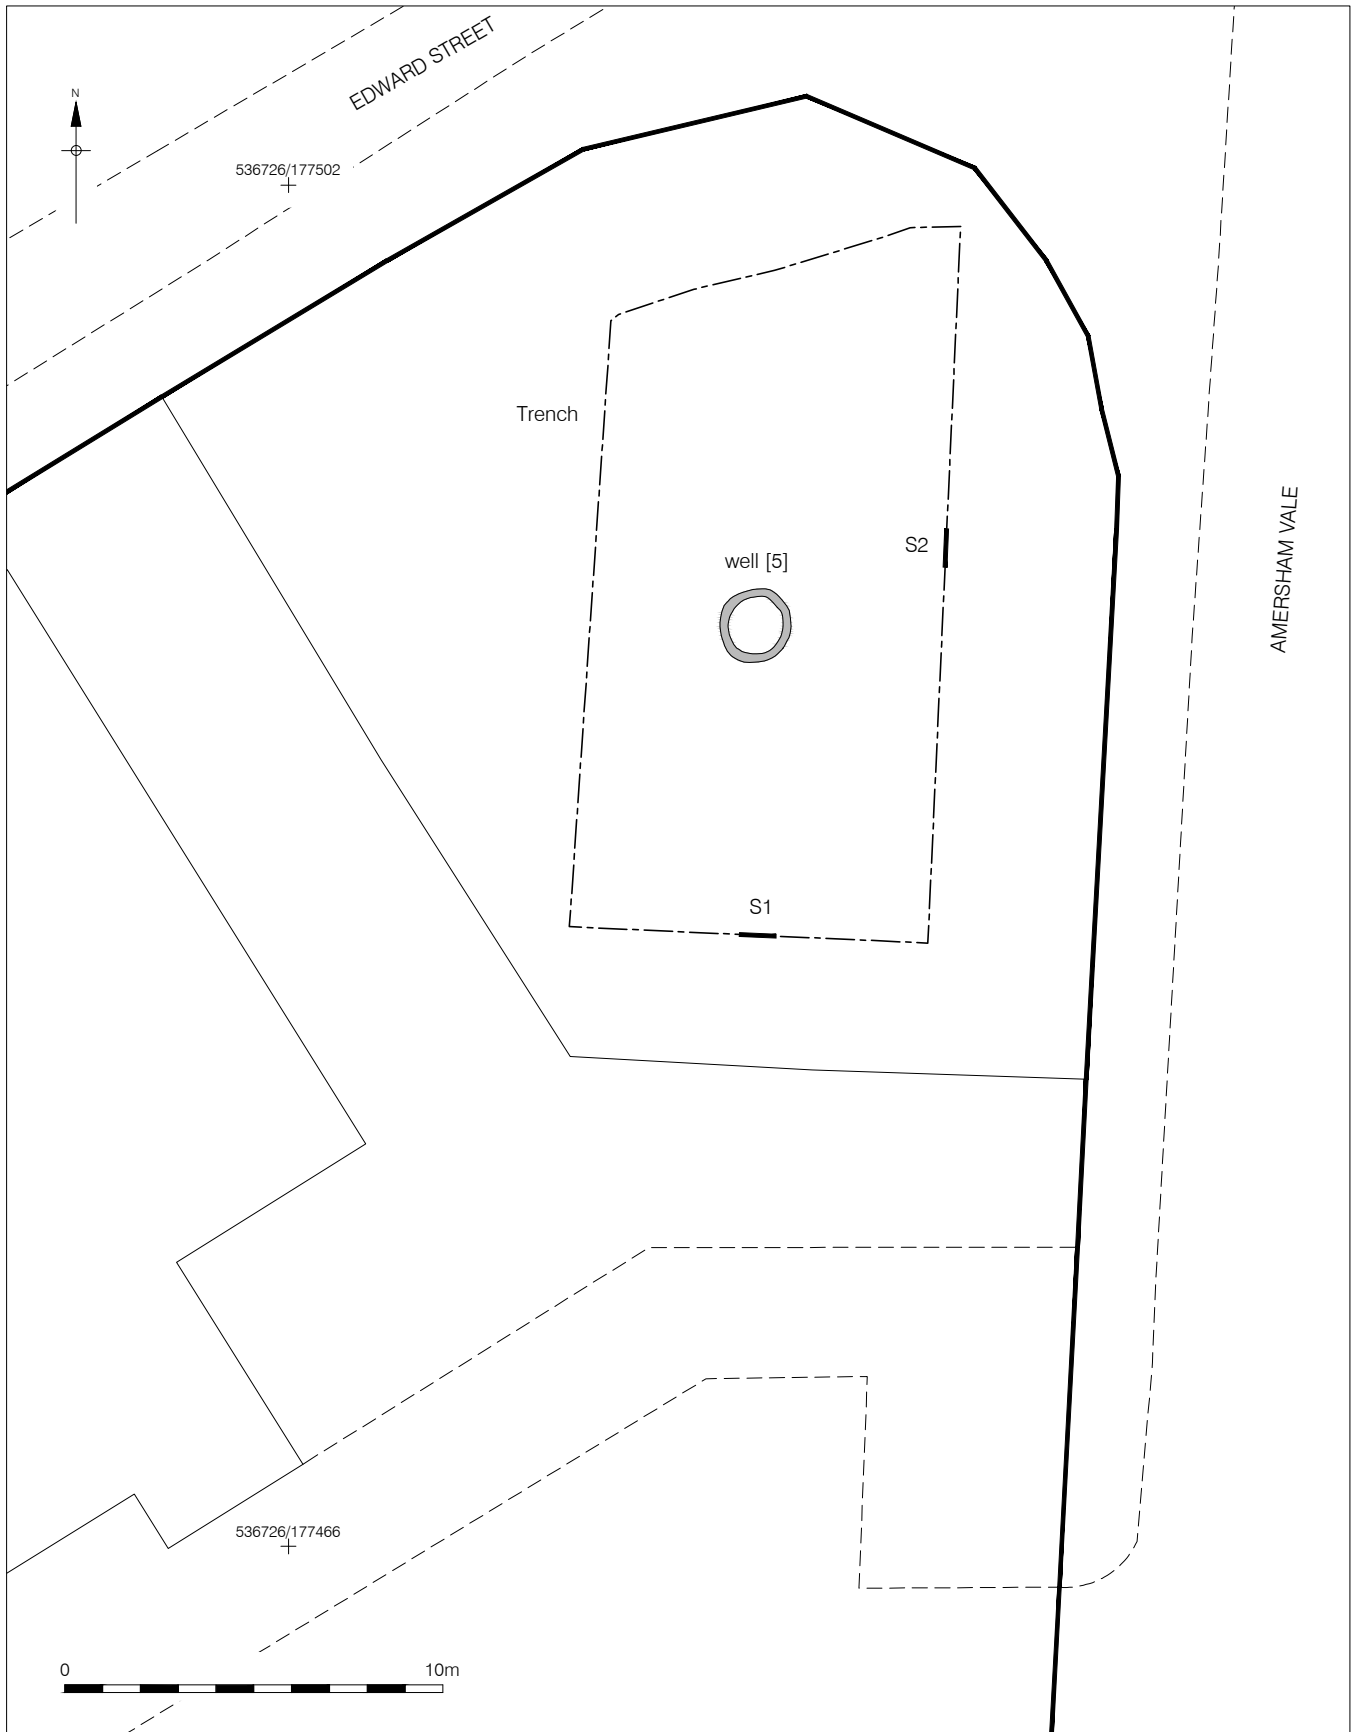 EDWARD STREET
N
536726/177502
Trench
S2
well [5]
AMERSHAM VALE
S1
536726/177466
0 10m